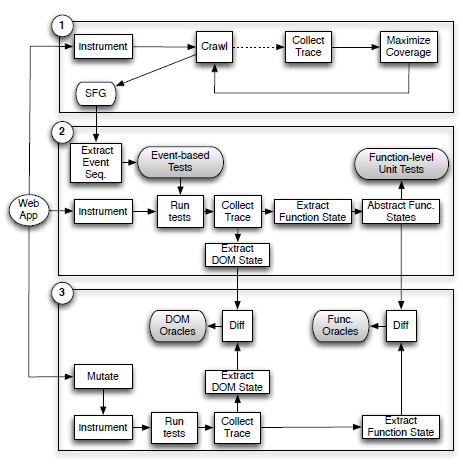 1
Instrument
Crawl
Collect
Trace
Maximize
Coverage
SFG
2
Extract
Event
Seq.
Event-based
Tests
Function-level
Unit Tests
Web
App
Instrument
Run
tests
Collect
Trace
Extract
Function State
Abstract Func.
States
Extract
DOM State
3
DOM
Oracles
Diff
Func.
Oracles
Diff
Mutate
Extract
DOM State
Instrument
Run
tests
Collect
Trace
Extract
Function State